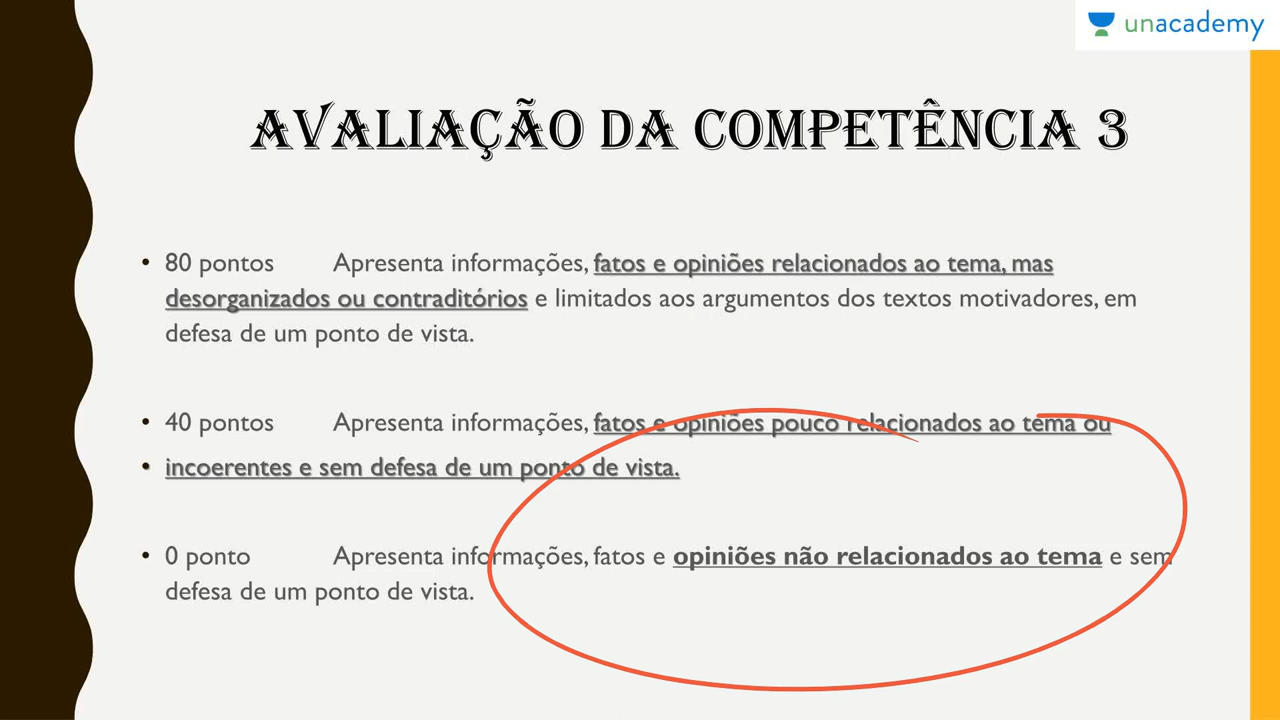 unacademy
AVALIAÇÃO DA COMPETÊNCIA 3
• 80 pontos Apresenta informações, fatos e opiniões relacionados ao tema, mas
desorganizados ou contraditórios e limitados aos argumentos dos textos motivadores, em
defesa de um ponto de vista.
• 40 pontos Apresenta informações, fatos e opiniões pouco relacionados ao tema ou
• incoerentes e sem defesa de um ponto de vista.
• 0 ponto Apresenta informações, fatos e opiniões não relacionados ao tema e sem
defesa de um ponto de vista.